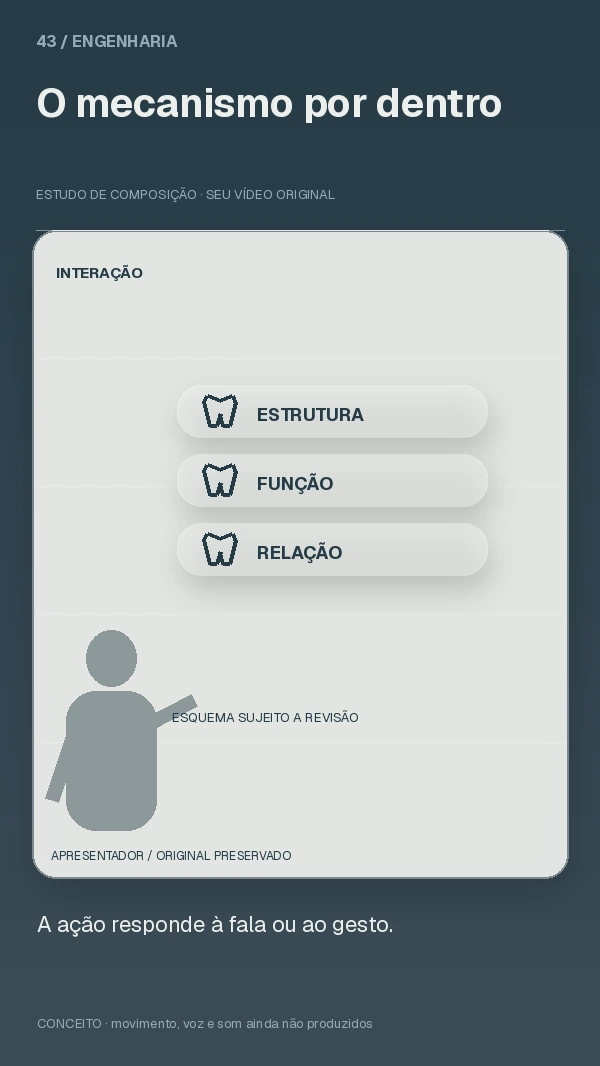 43 / ENGENHARIA
O mecanismo por dentro
ESTUDO DE COMPOSIÇÃO · SEU VÍDEO ORIGINAL
INTERAÇÃO
ESTRUTURA
FUNÇÃO
RELAÇÃO
ESQUEMA SUJEITO A REVISÃO
APRESENTADOR / ORIGINAL PRESERVADO
A ação responde à fala ou ao gesto.
CONCEITO · movimento, voz e som ainda não produzidos